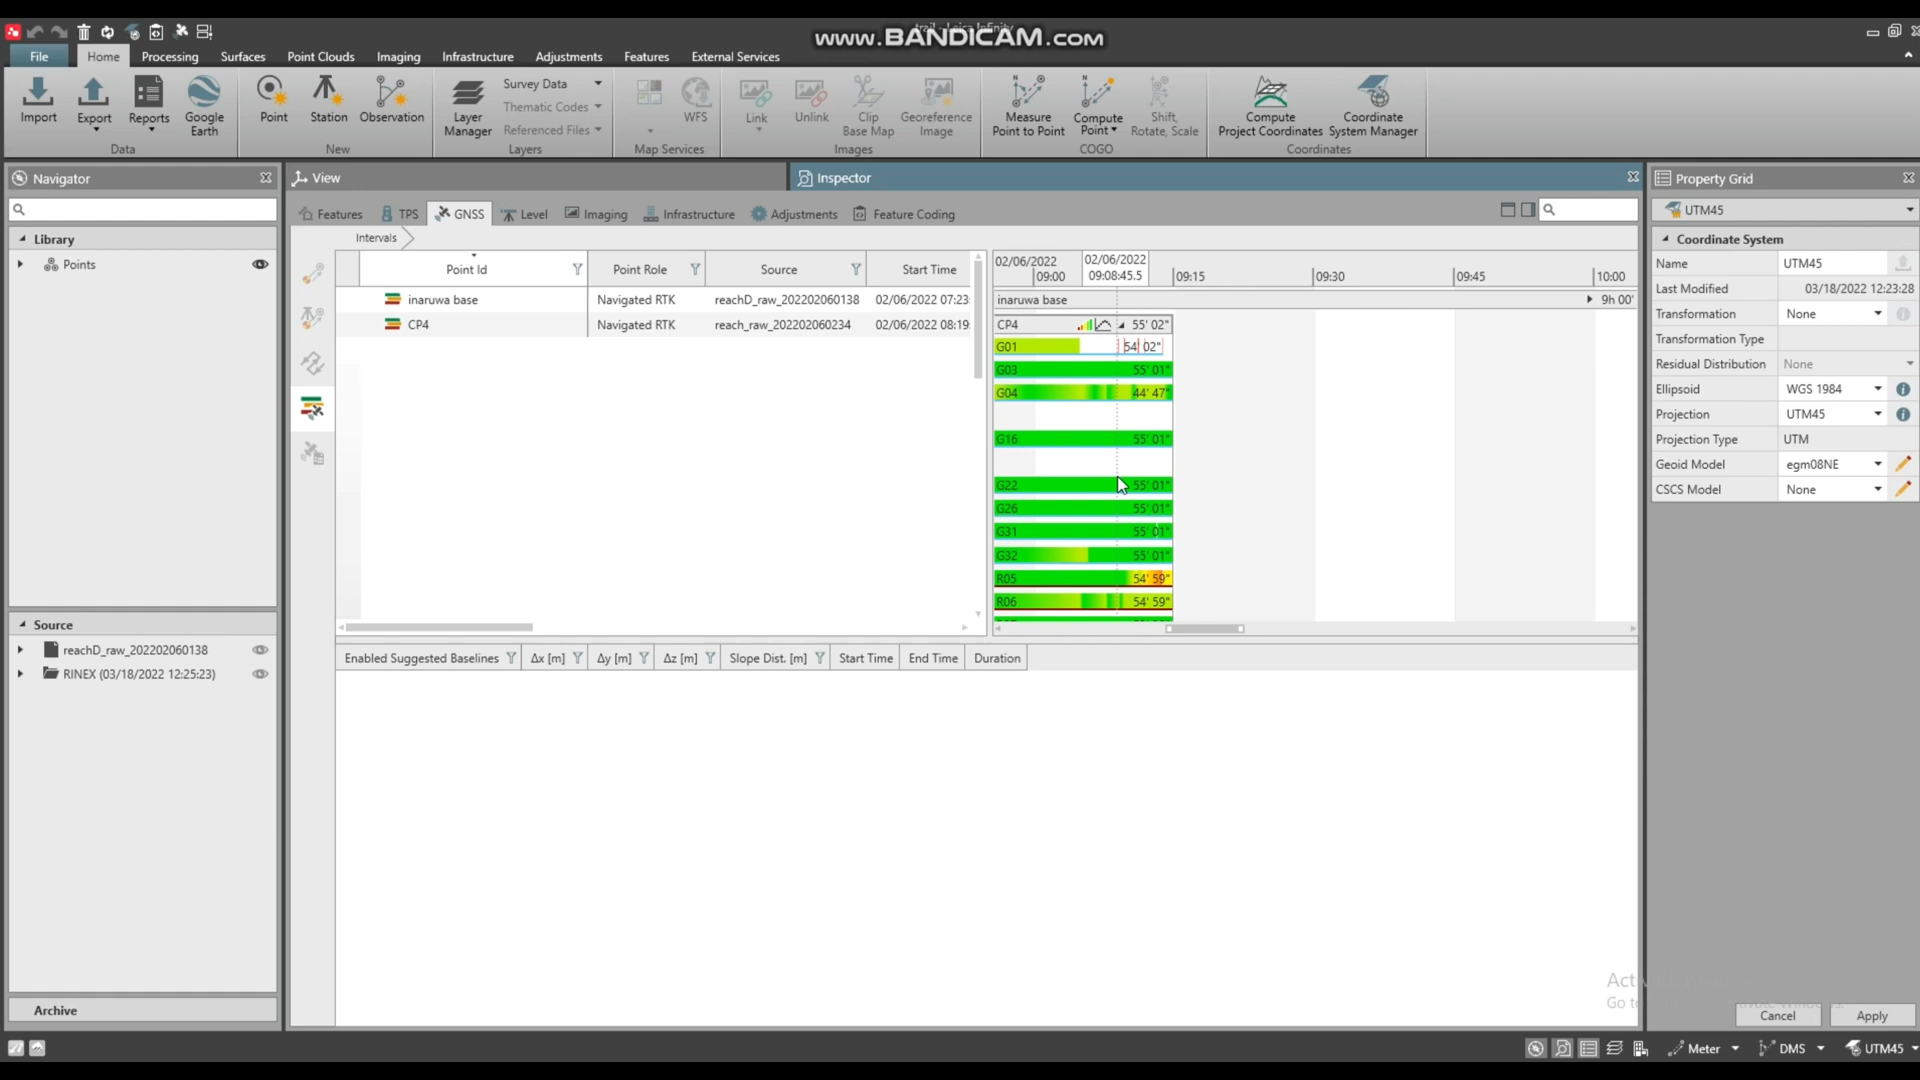 www.BANDICAM.com
File Home Processing Surfaces Point Clouds Imaging Infrastructure Adjustments Features External Services
Import Export Reports Google Earth
Data
Point Station Observation
New
Layer Manager
Survey Data
Thematic Codes
Referenced Files
Layers
WFS
Map Services
Link Unlink Clip Base Map Georeference Image
Images
Measure Point to Point Compute Point Shift, Rotate, Scale
COGO
Compute Project Coordinates Coordinate System Manager
Coordinates
Navigator
Library
Points
Source
reachD_raw_202202060138
RINEX (03/18/2022 12:25:23)
Archive
View
Inspector
Features TPS GNSS Level Imaging Infrastructure Adjustments Feature Coding
Intervals
Point Id Point Role Source Start Time
inaruwa base Navigated RTK reachD_raw_202202060138 02/06/2022 07:23
CP4 Navigated RTK reach_raw_202202060234 02/06/2022 08:19
02/06/2022 02/06/2022
09:00 09:08:45.5 09:15 09:30 09:45 10:00
inaruwa base 9h 00'
CP4 55' 02"
G01 54' 02"
G03 55' 01"
G04 44' 47"
G16 55' 01"
G22 55' 01"
G26 55' 01"
G31 55' 01"
G32 55' 01"
R05 54' 59"
R06 54' 59"
Enabled Suggested Baselines Δx [m] Δy [m] Δz [m] Slope Dist. [m] Start Time End Time Duration
Property Grid
UTM45
Coordinate System
Name UTM45
Last Modified 03/18/2022 12:23:28
Transformation None
Transformation Type
Residual Distribution None
Ellipsoid WGS 1984
Projection UTM45
Projection Type UTM
Geoid Model egm08NE
CSCS Model None
Cancel Apply
Meter DMS UTM45